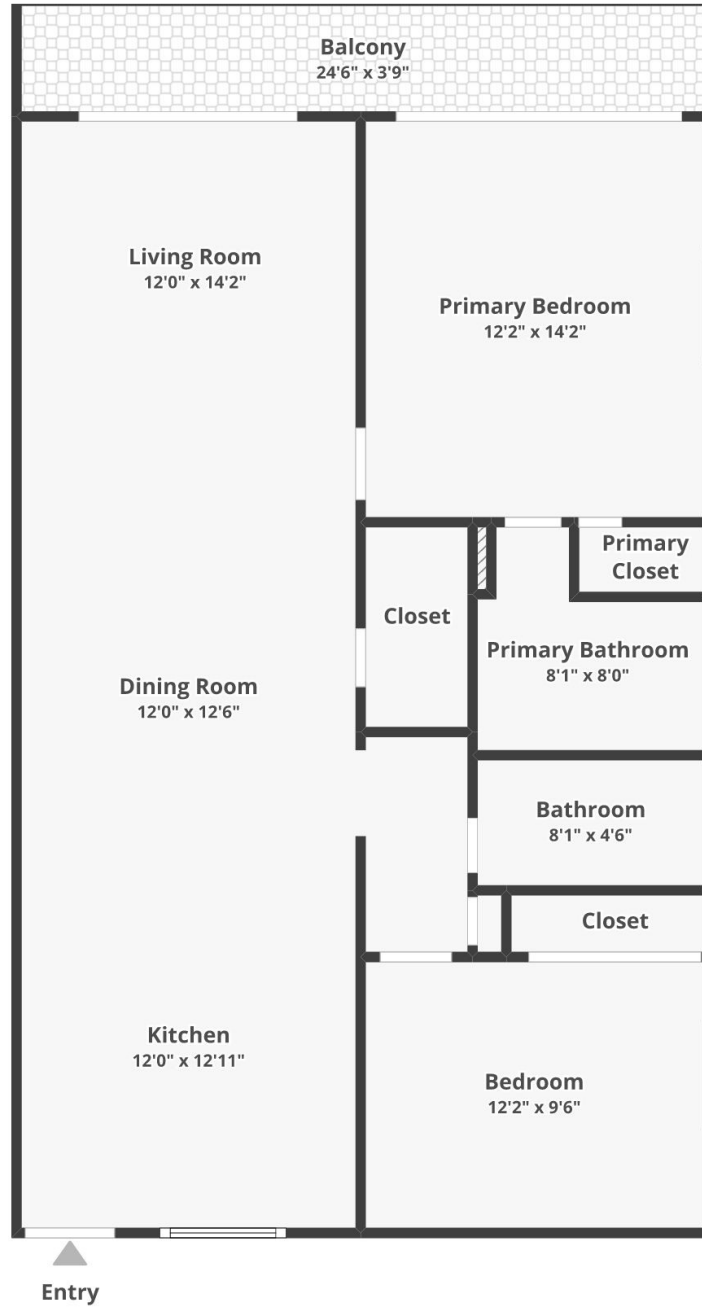 Balcony
24'6" x 3'9"
Living Room
12'0" x 14'2"
Primary Bedroom
12'2" x 14'2"
Primary
Closet
Closet
Primary Bathroom
8'1" x 8'0"
Dining Room
12'0" x 12'6"
Bathroom
8'1" x 4'6"
Closet
Kitchen
12'0" x 12'11"
Bedroom
12'2" x 9'6"
Entry